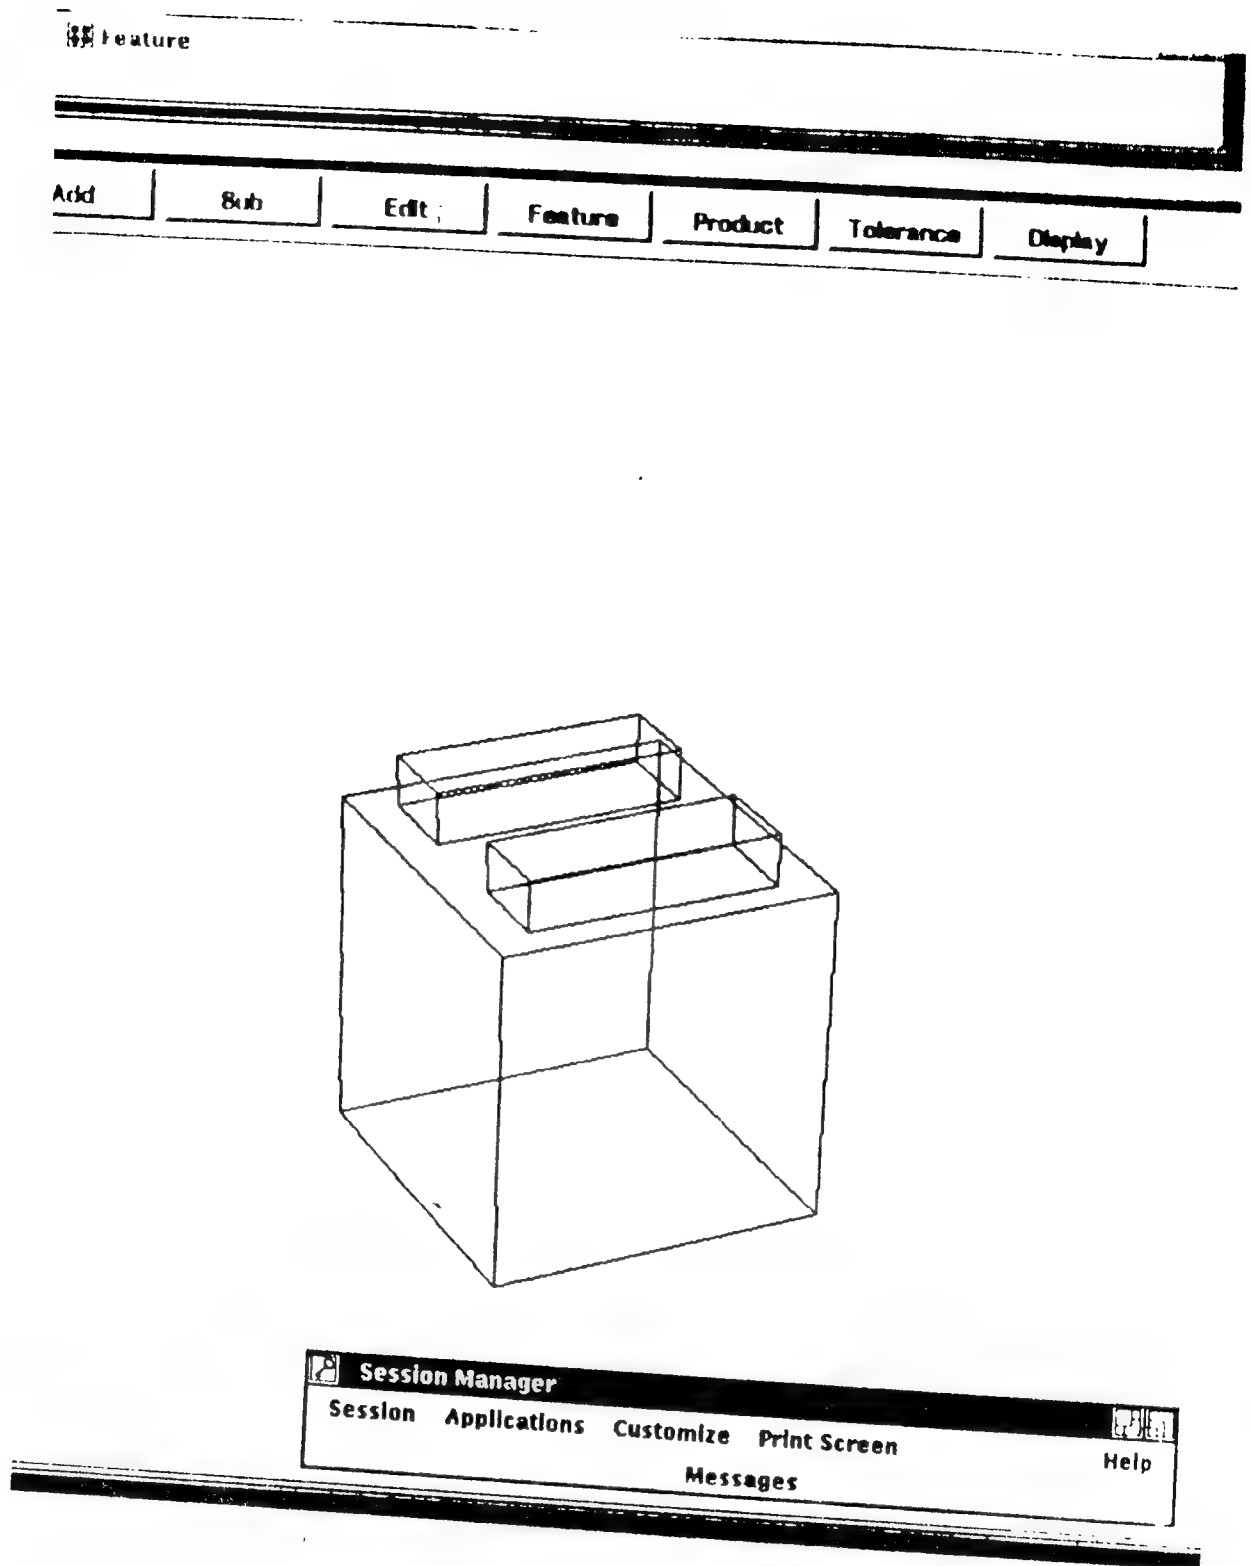 Feature
Add Sub Edit Feature Product Tolerance Display
Session Manager
Session Applications Customize Print Screen Help
Messages